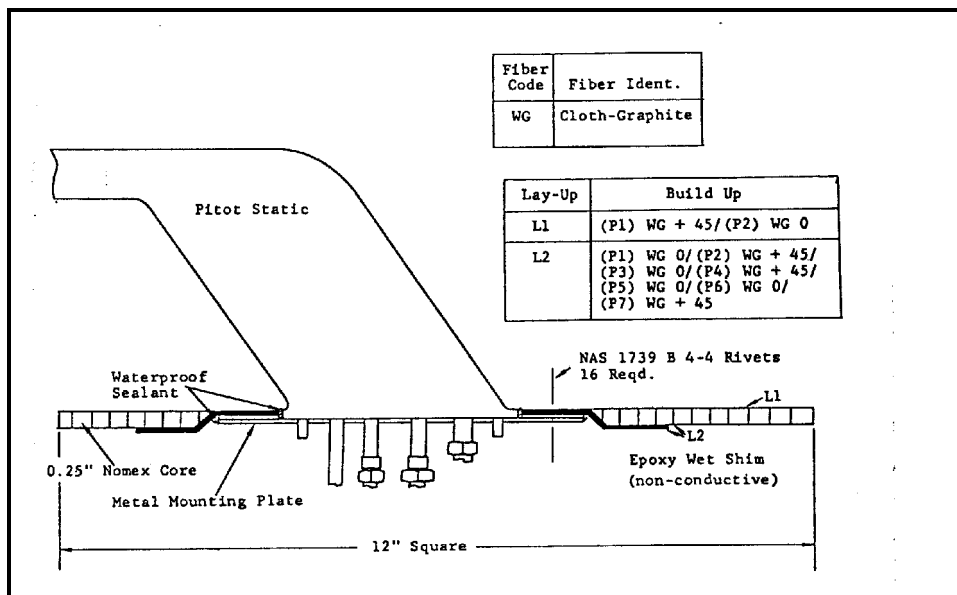 Fiber Code
Fiber Ident.
WG
Cloth-Graphite
Lay-Up
Build Up
L1
(P1) WG + 45/(P2) WG 0
L2
(P1) WG 0/(P2) WG + 45/
(P3) WG 0/(P4) WG + 45/
(P5) WG 0/(P6) WG 0/
(P7) WG + 45
Pitot Static
NAS 1739 B 4-4 Rivets
16 Reqd.
Waterproof
Sealant
L1
L2
0.25" Nomex Core
Epoxy Wet Shim
(non-conductive)
Metal Mounting Plate
12" Square